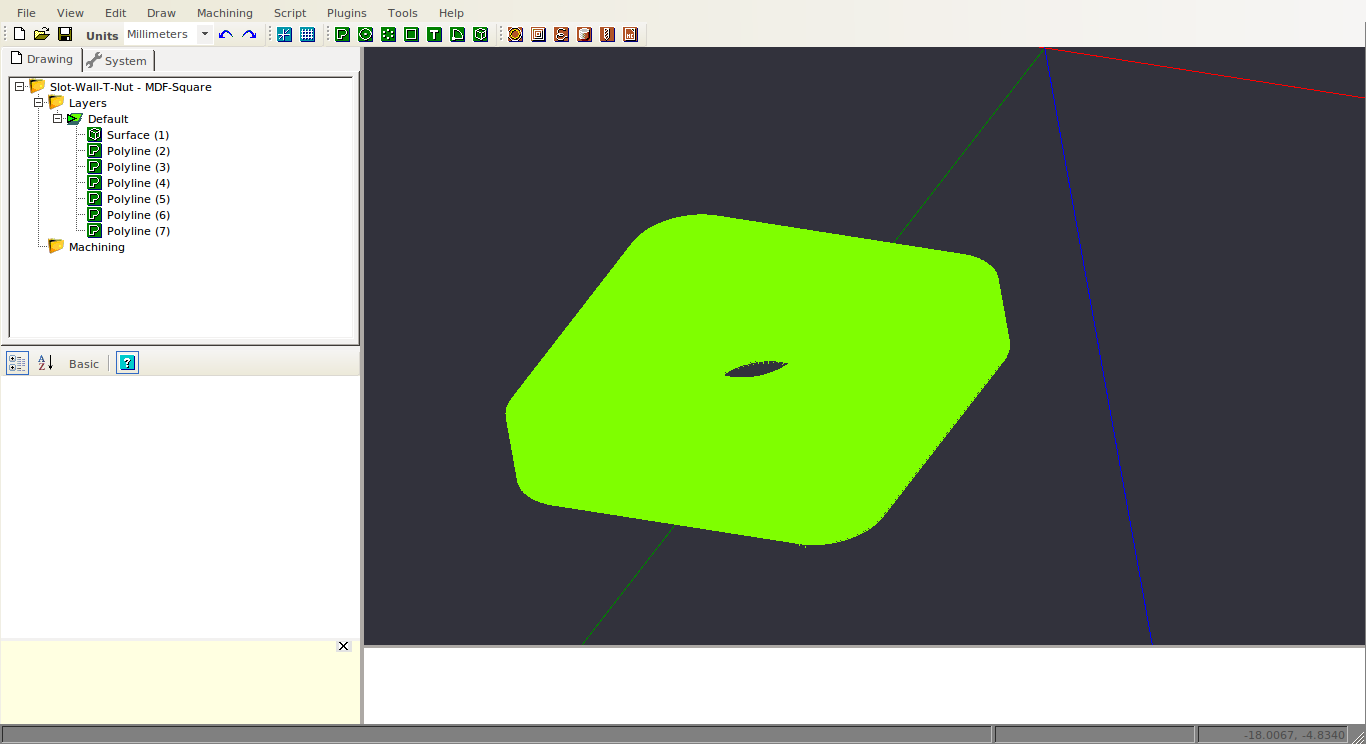 File View Edit Draw Machining Script Plugins Tools Help
Units Millimeters
Drawing System
Slot-Wall-T-Nut - MDF-Square
Layers
Default
Surface (1)
Polyline (2)
Polyline (3)
Polyline (4)
Polyline (5)
Polyline (6)
Polyline (7)
Machining
Basic
-18.0067, -4.8340